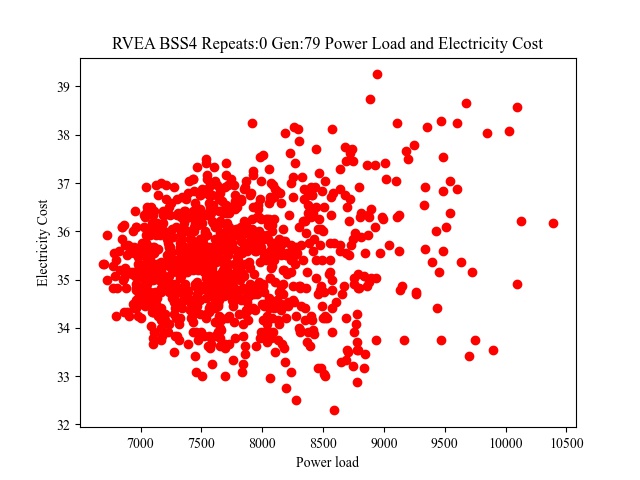 RVEA BSS4 Repeats:0 Gen:79 Power Load and Electricity Cost
39
38
37
36
35
34
33
32
Electricity Cost
7000 7500 8000 8500 9000 9500 10000 10500
Power load